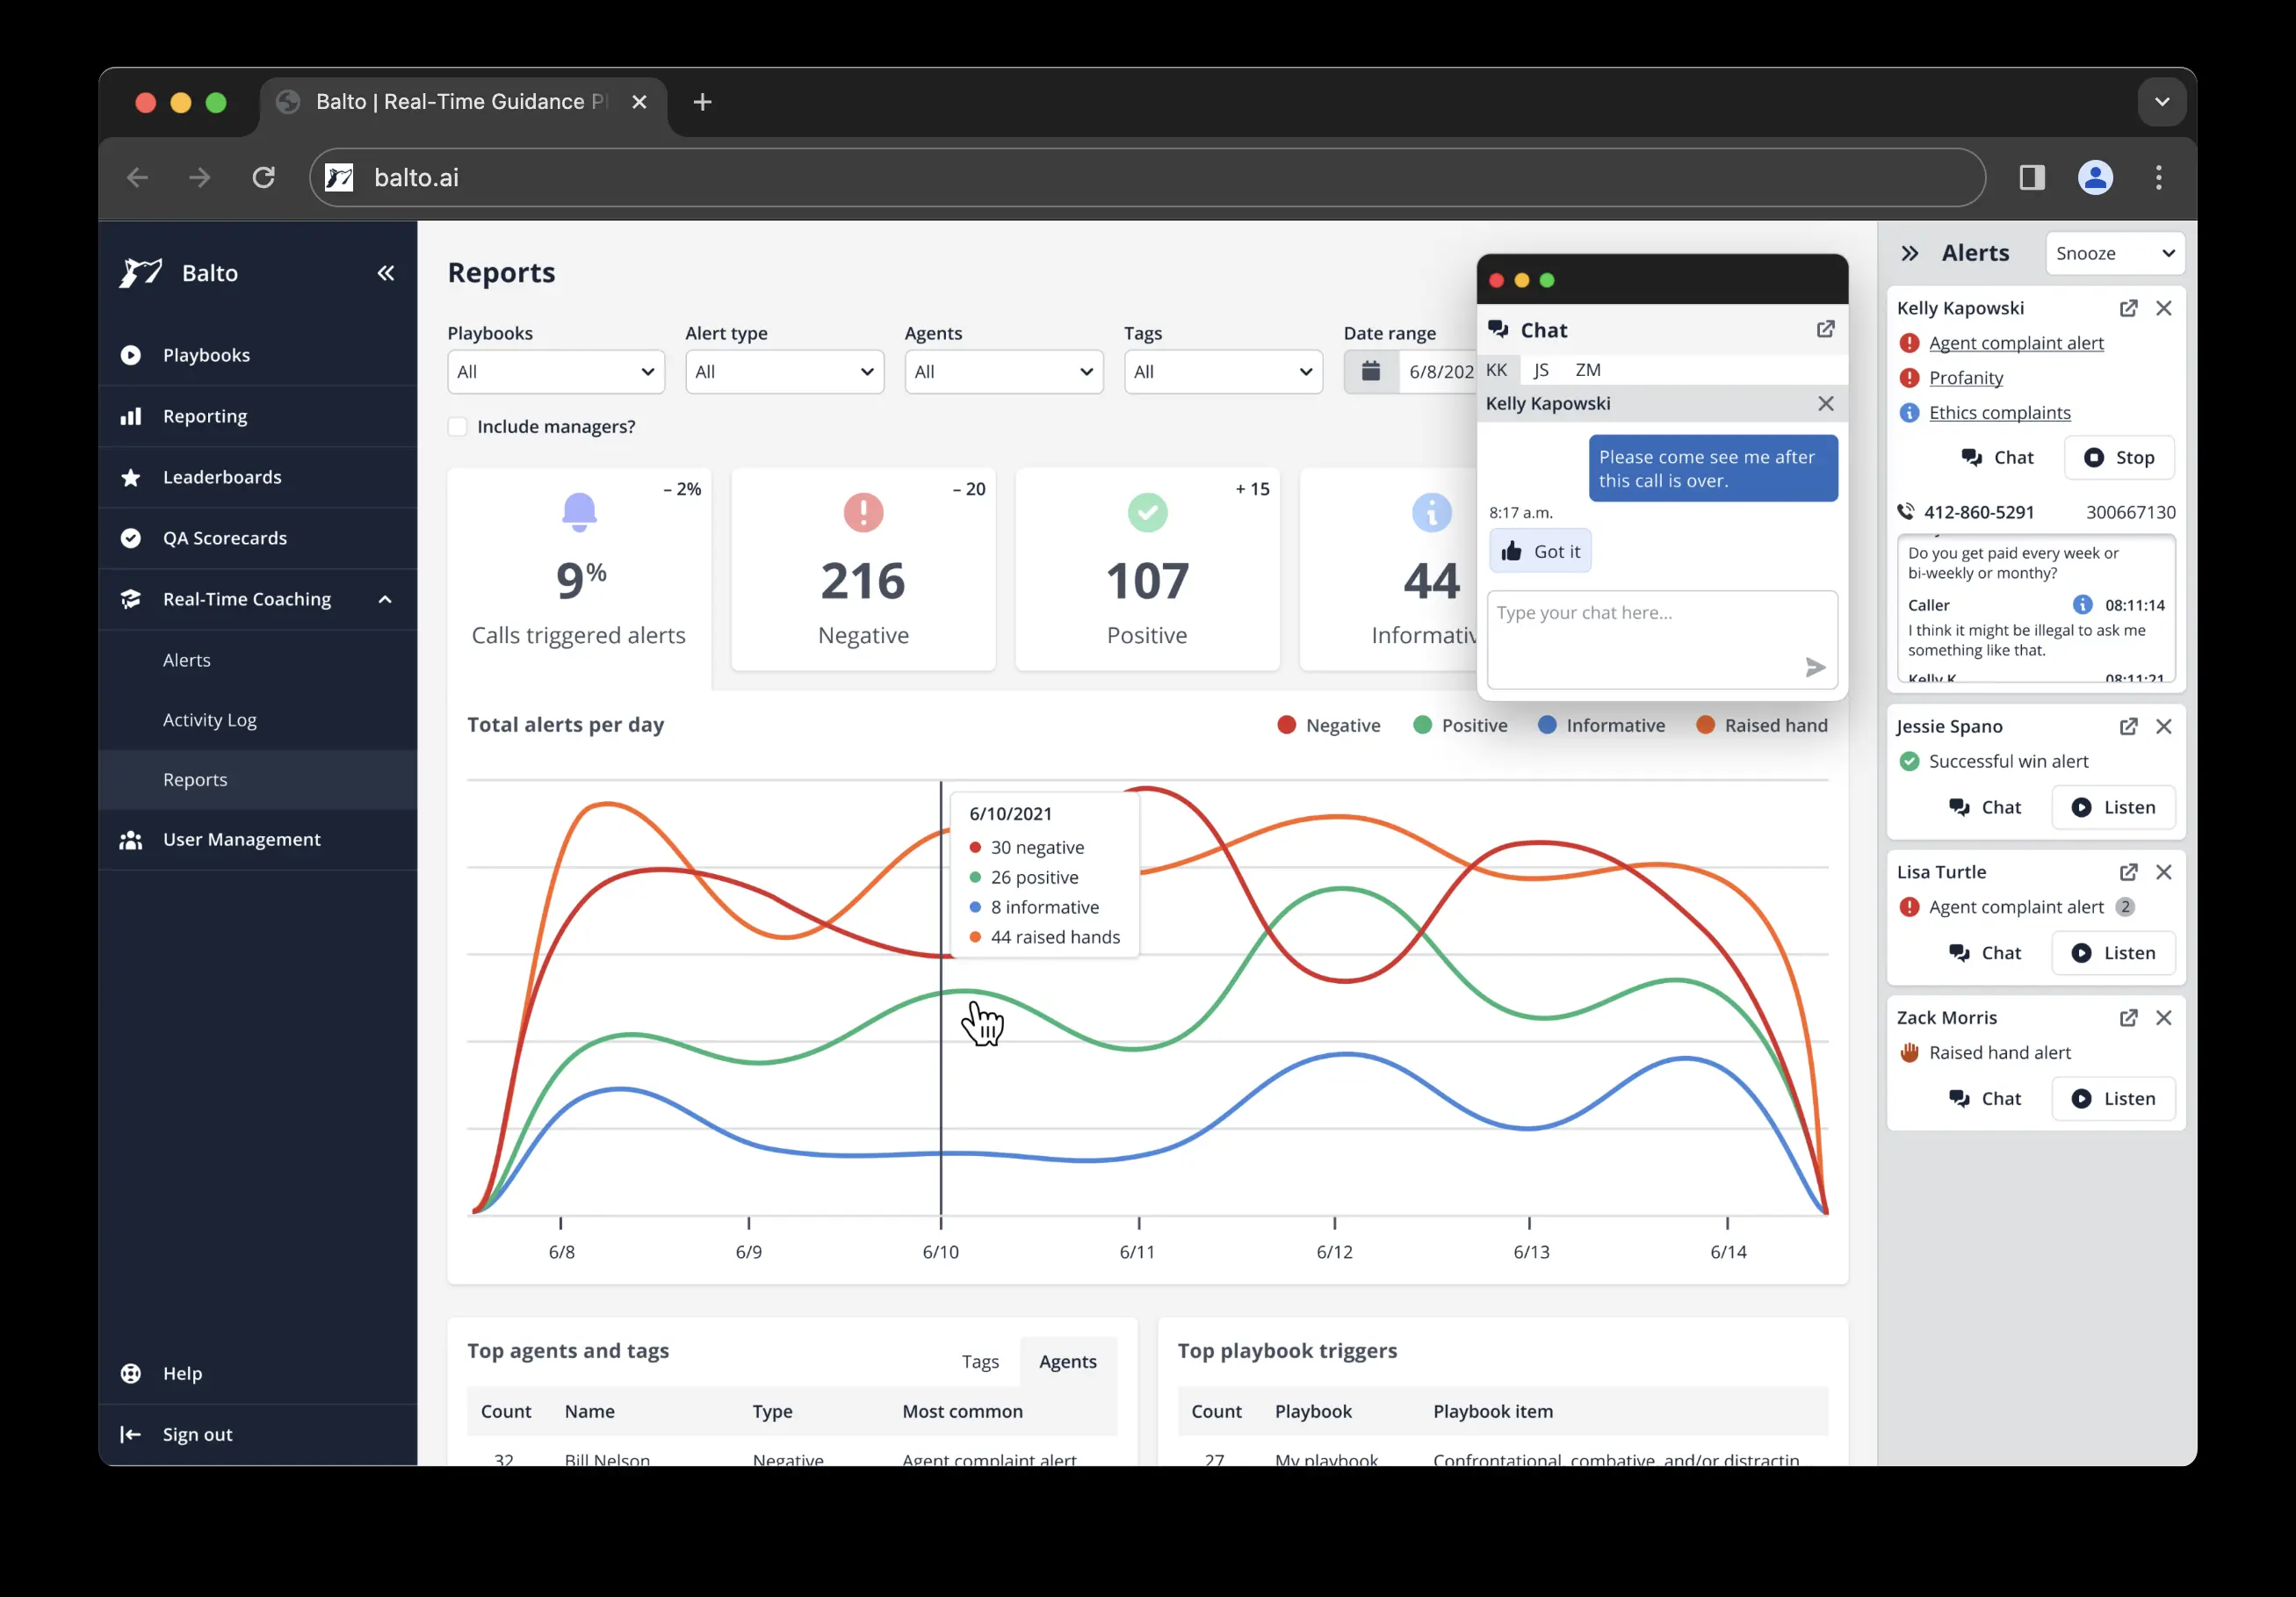 Balto | Real-Time Guidance Pl
balto.ai
Balto
Playbooks
Reporting
Leaderboards
QA Scorecards
Real-Time Coaching
Alerts
Activity Log
Reports
User Management
Help
Sign out
Reports
Playbooks Alert type Agents Tags Date range
All All All All 6/8/202
Include managers?
– 2%
9%
Calls triggered alerts
– 20
216
Negative
+ 15
107
Positive
44
Informativ
Total alerts per day
Negative Positive Informative Raised hand
6/10/2021
30 negative
26 positive
8 informative
44 raised hands
6/8 6/9 6/10 6/11 6/12 6/13 6/14
Top agents and tags
Tags Agents
Count Name Type Most common
32 Bill Nelson Negative Agent complaint alert
Top playbook triggers
Count Playbook Playbook item
27 My playbook Confrontational, combative, and/or distractin
Chat
KK JS ZM
Kelly Kapowski
Please come see me after
this call is over.
8:17 a.m.
Got it
Type your chat here...
Alerts Snooze
Kelly Kapowski
Agent complaint alert
Profanity
Ethics complaints
Chat Stop
412-860-5291 300667130
Do you get paid every week or
bi-weekly or monthy?
Caller 08:11:14
I think it might be illegal to ask me
something like that.
Kelly K 08:11:21
Jessie Spano
Successful win alert
Chat Listen
Lisa Turtle
Agent complaint alert 2
Chat Listen
Zack Morris
Raised hand alert
Chat Listen